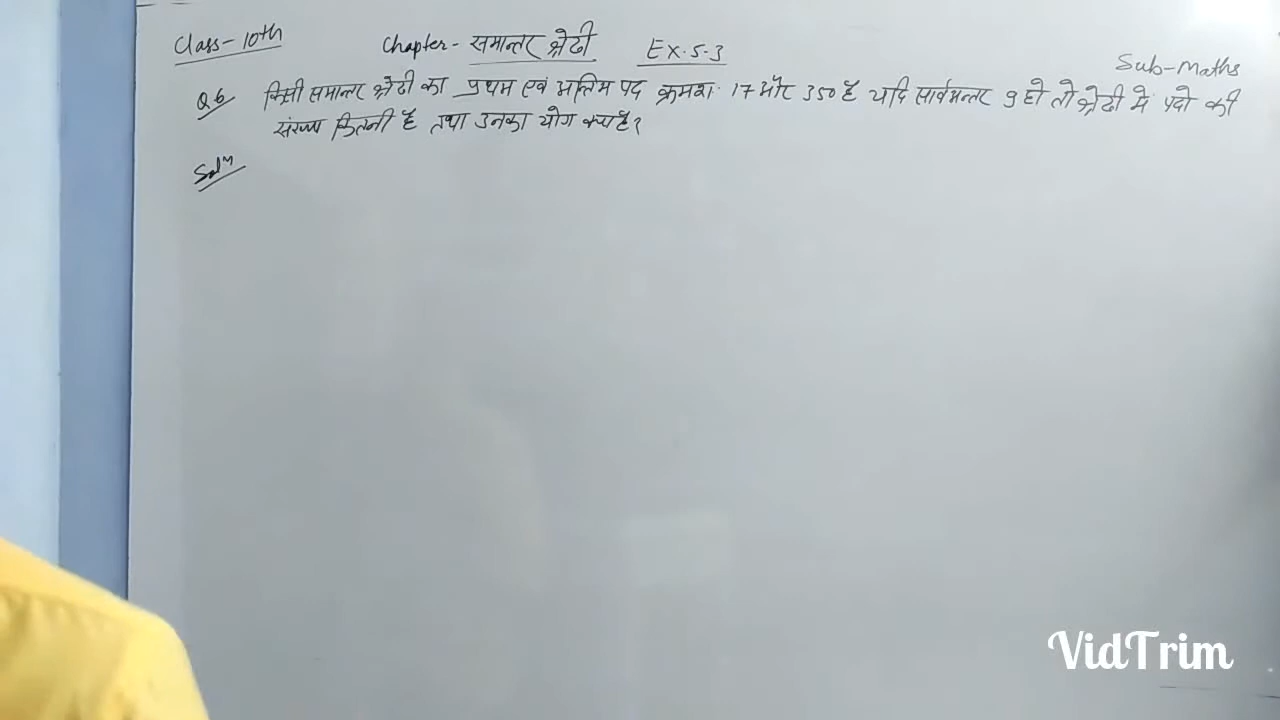 Class-10th Chapter- समान्तर श्रेढी EX.5.3
Sub-Maths
Q6 किसी समान्तर श्रेढी का प्रथम एवं अंतिम पद क्रमशः 17 और 350 है यदि सार्वअन्तर 9 हो तो श्रेढी में पदो की
संख्या कितनी है तथा उनका योग क्या है?
Solⁿ
VidTrim